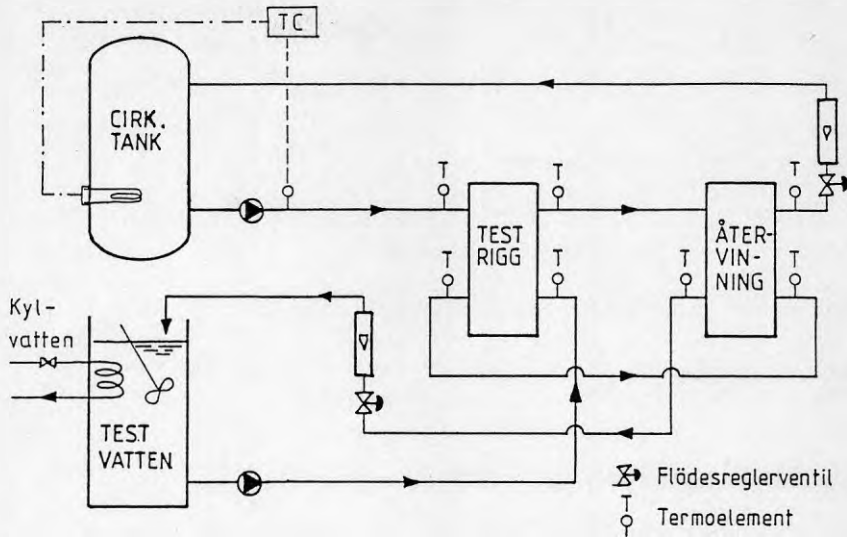 TC
CIRK.
TANK
T
T
T
TEST
RIGG
ÅTER-
VIN-
NING
T
T
T
T
T
Kyl-
vatten
TEST
VATTEN
Flödesreglerventil
T
Termoelement